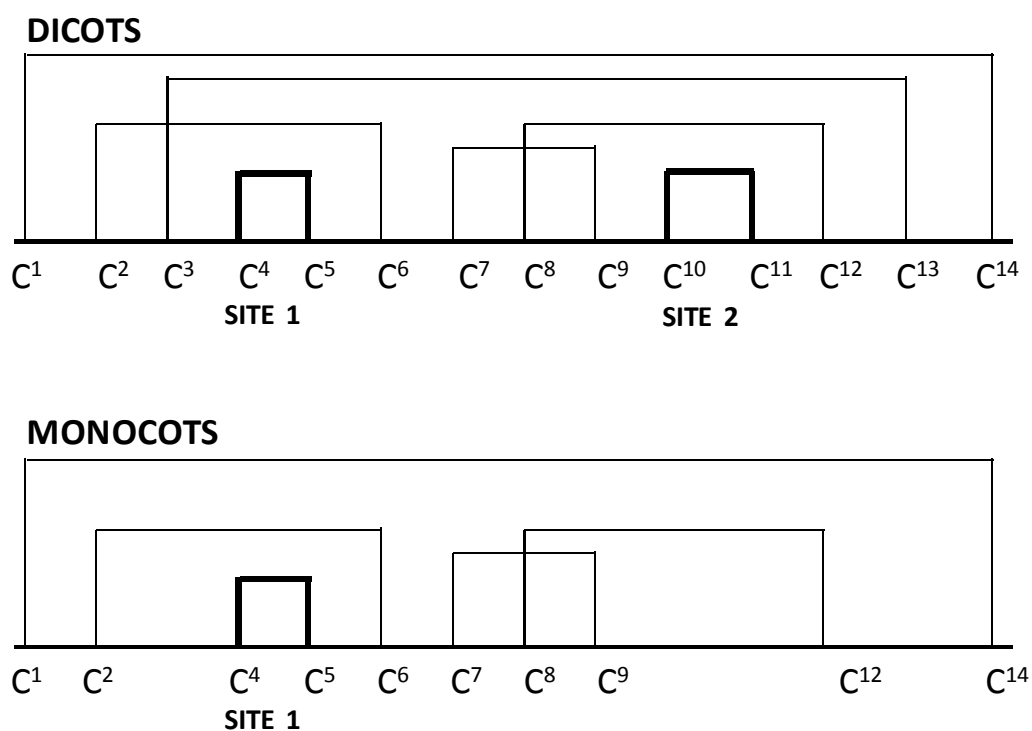 DICOTS
C¹ C² C³ C⁴ C⁵ C⁶ C⁷ C⁸ C⁹ C¹⁰ C¹¹ C¹² C¹³ C¹⁴
SITE 1 SITE 2
MONOCOTS
C¹ C² C⁴ C⁵ C⁶ C⁷ C⁸ C⁹ C¹² C¹⁴
SITE 1